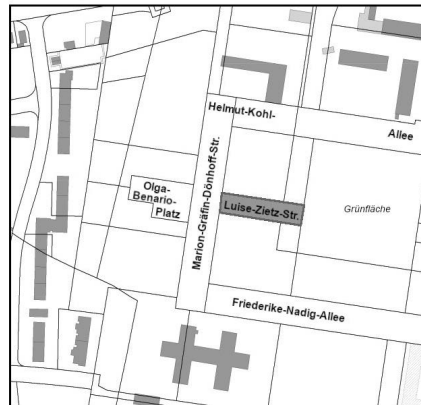 Helmut-Kohl-
Allee
Marion-Gräfin-Dönhoff-Str.
Olga-
Benario-
Platz
Luise-Zietz-Str.
Grünfläche
Friederike-Nadig-Allee